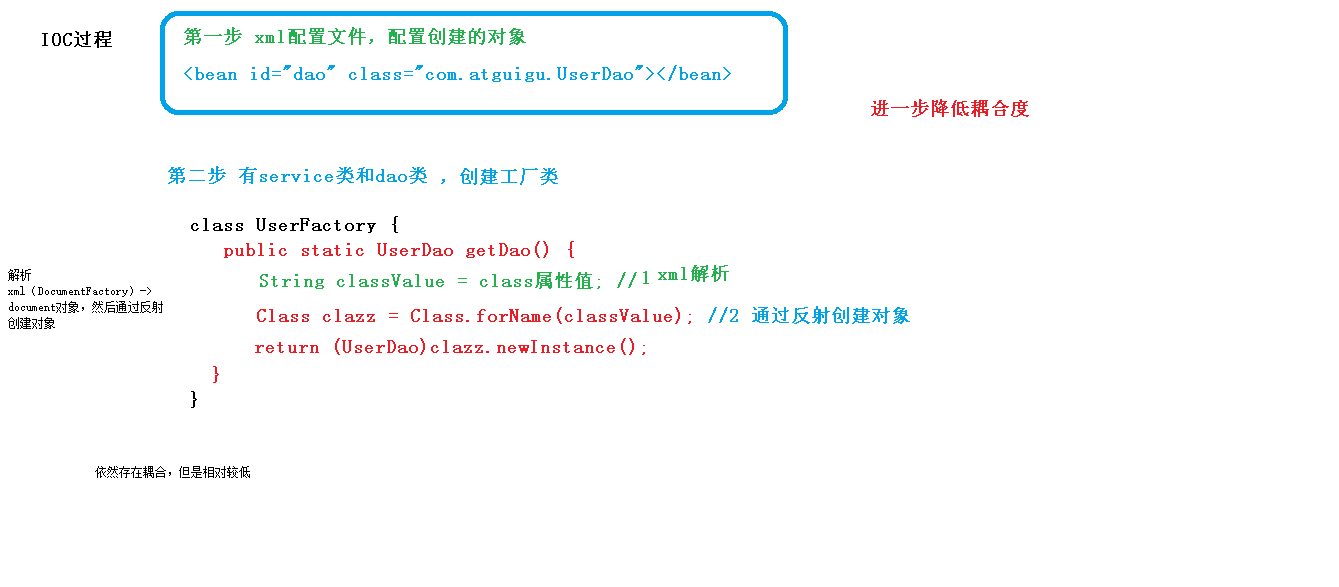 IOC过程
第一步 xml配置文件，配置创建的对象
<bean id="dao" class="com.atguigu.UserDao"></bean>
进一步降低耦合度
第二步 有service类和dao类 ，创建工厂类
class UserFactory {
public static UserDao getDao() {
String classValue = class属性值; //1 xml解析
Class clazz = Class.forName(classValue); //2 通过反射创建对象
return (UserDao)clazz.newInstance();
}
}
解析
xml（DocumentFactory）->
document对象，然后通过反射
创建对象
依然存在耦合，但是相对较低